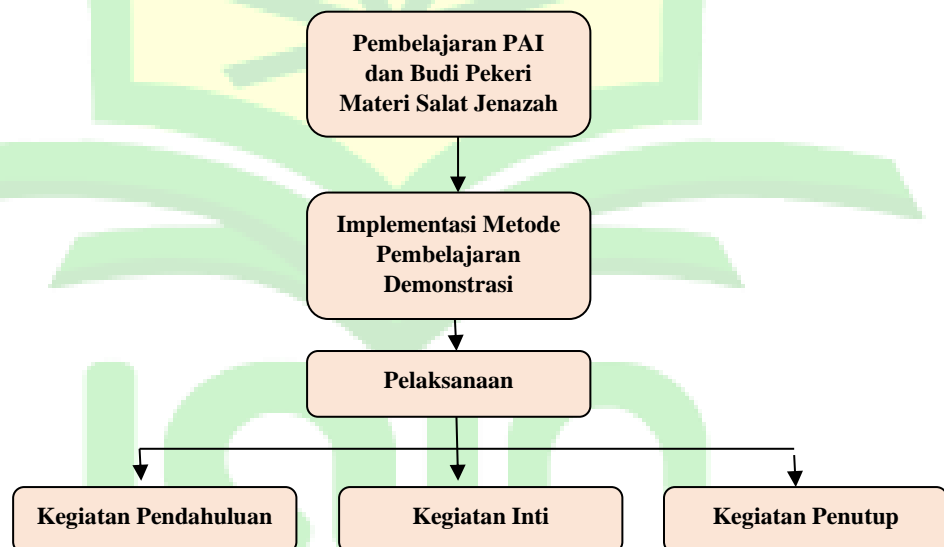 Pembelajaran PAI
dan Budi Pekeri
Materi Salat Jenazah
Implementasi Metode
Pembelajaran
Demonstrasi
Pelaksanaan
Kegiatan Pendahuluan
Kegiatan Inti
Kegiatan Penutup